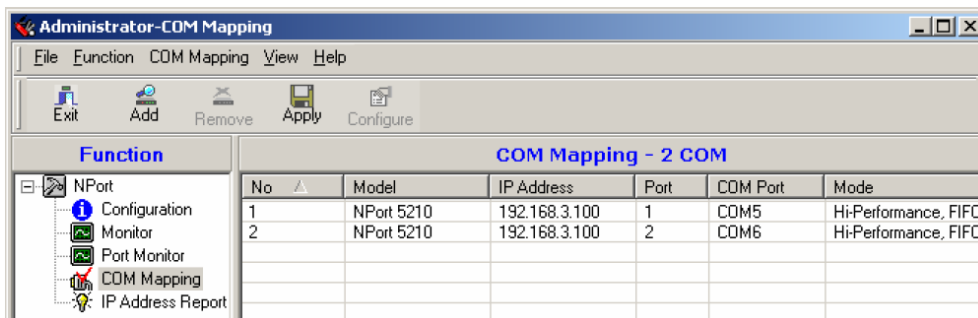 Administrator-COM Mapping
File Function COM Mapping View Help
Exit Add Remove Apply Configure
Function
COM Mapping - 2 COM
NPort
Configuration
Monitor
Port Monitor
COM Mapping
IP Address Report
No Model IP Address Port COM Port Mode
1 NPort 5210 192.168.3.100 1 COM5 Hi-Performance, FIFO
2 NPort 5210 192.168.3.100 2 COM6 Hi-Performance, FIFO